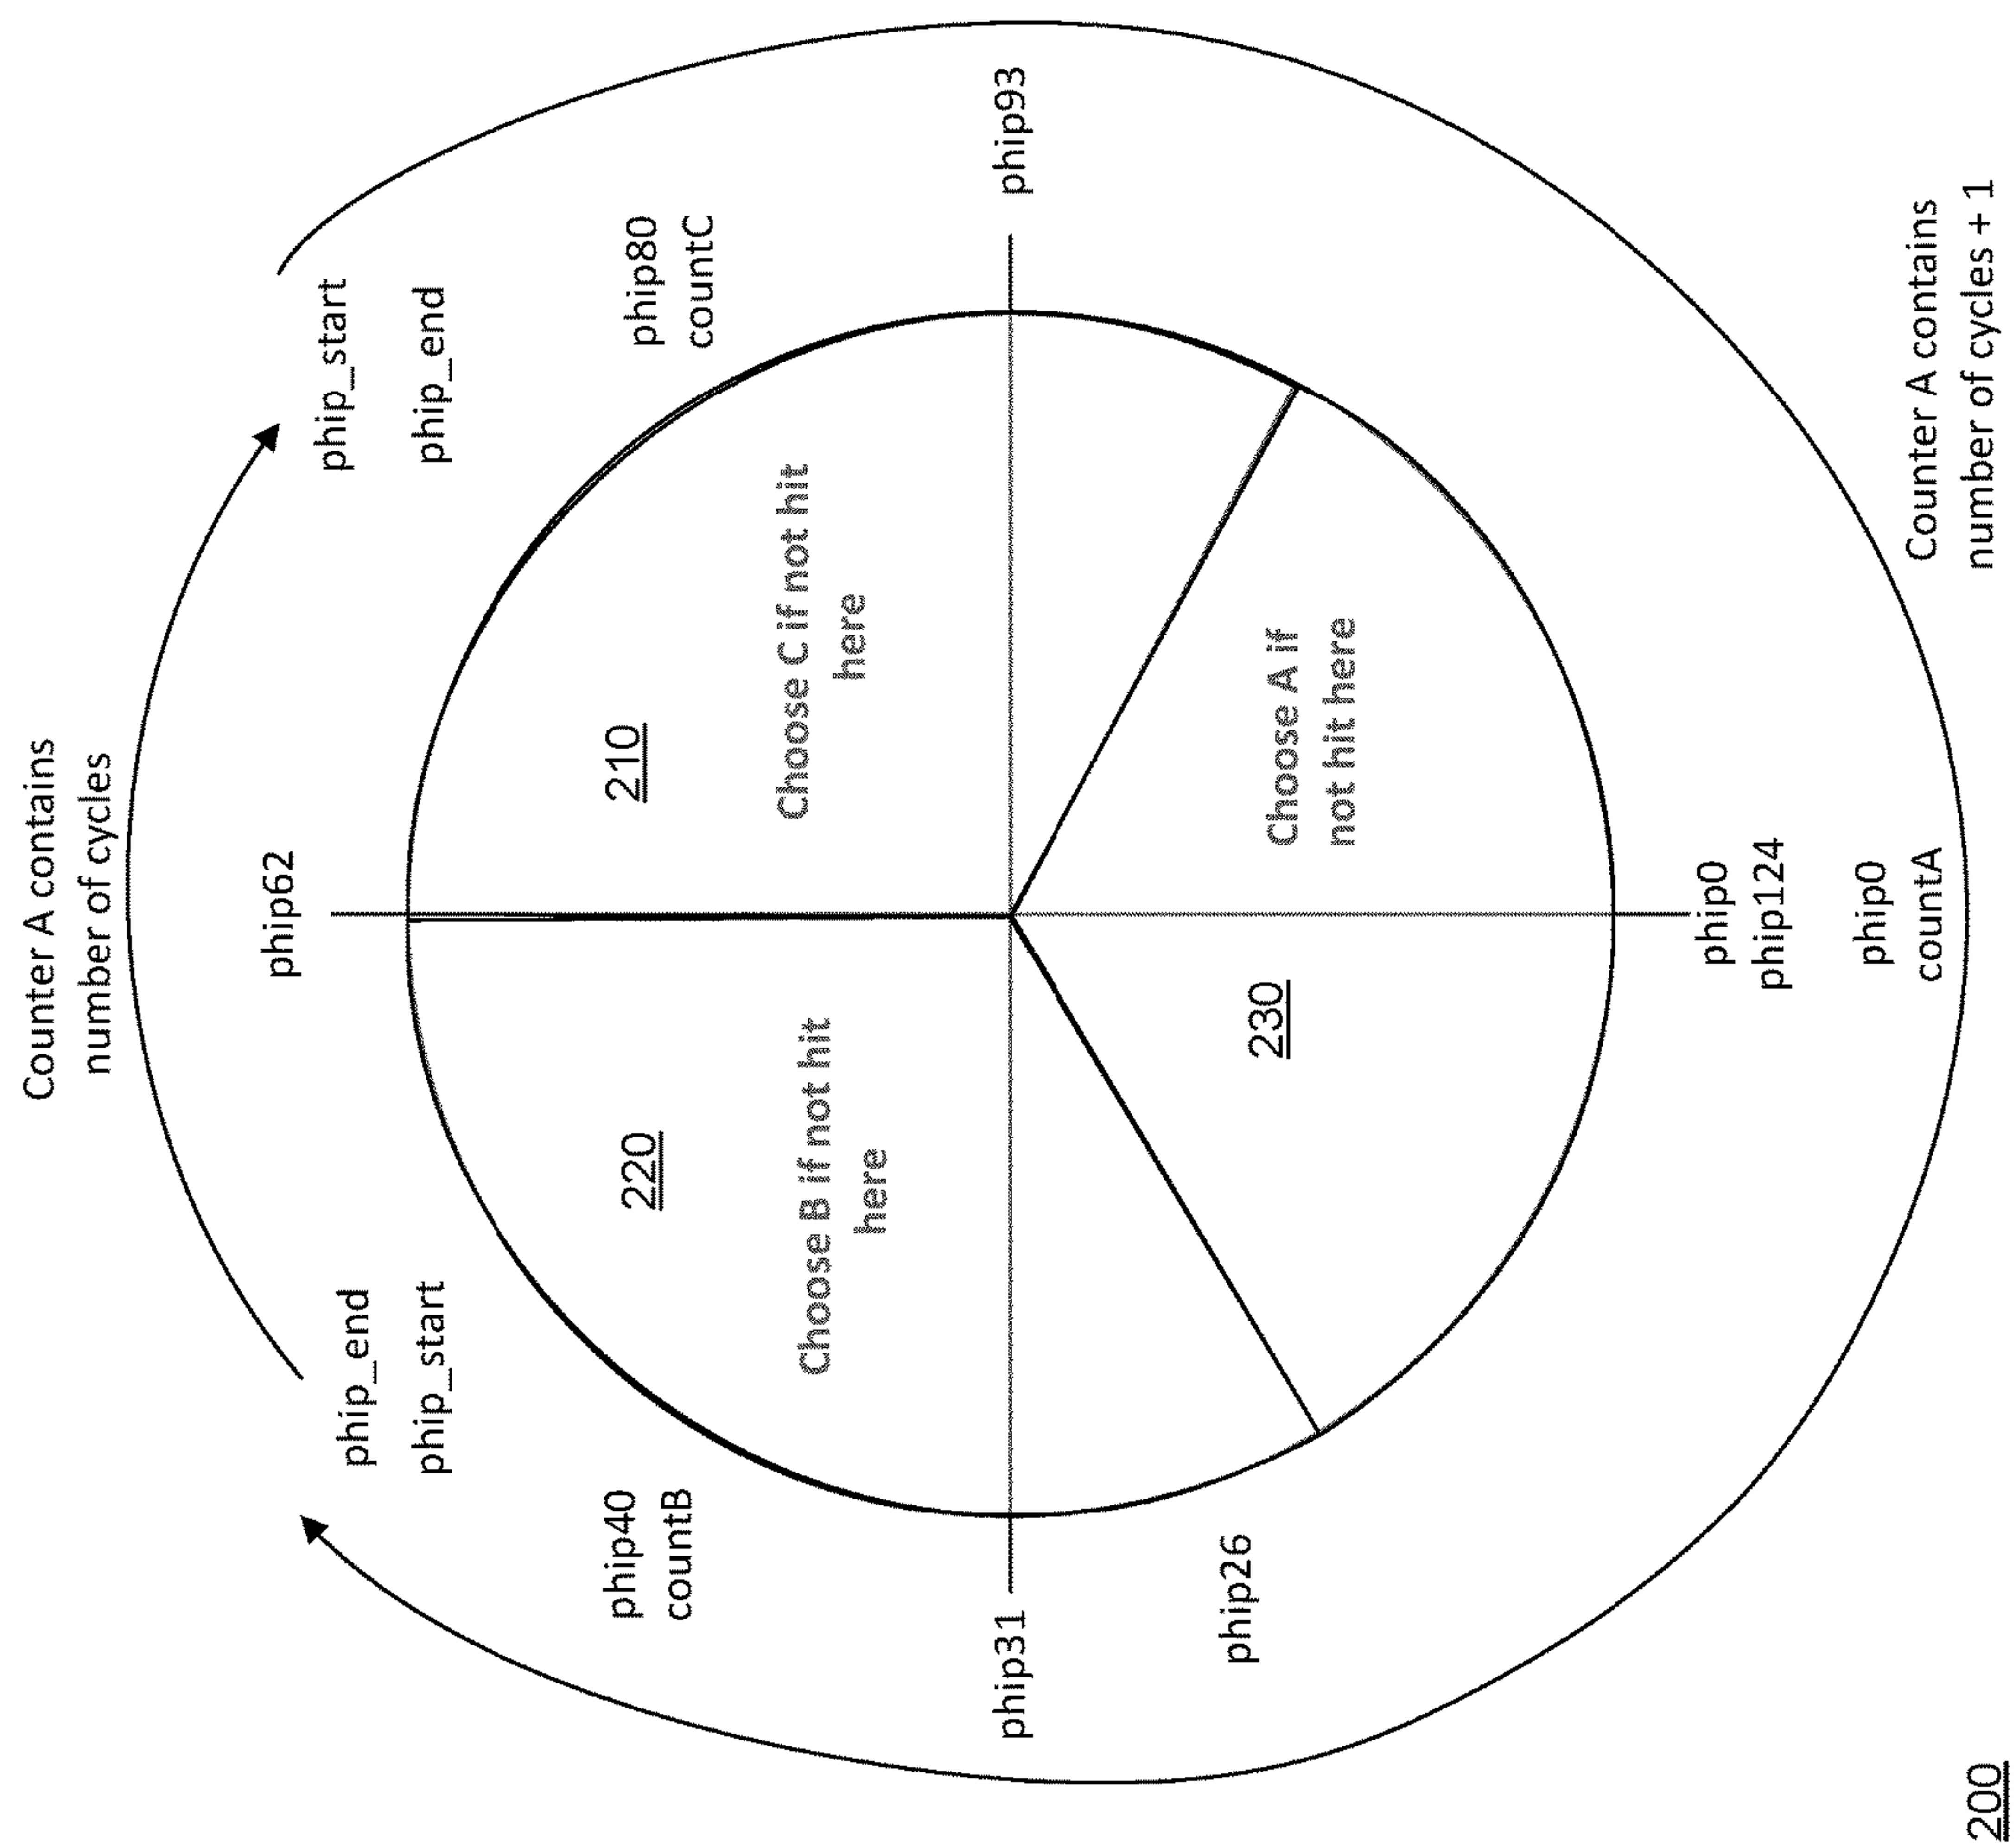 Counter A contains
number of cycles
phip62
phip_end
phip_start
phip_start
phip_end
phip40
countB
phip80
countC
220
210
Choose B if not hit
here
Choose C if not hit
here
phip31
phip93
phip26
230
Choose A if
not hit here
phip0
phip124
phip0
countA
Counter A contains
number of cycles + 1
200